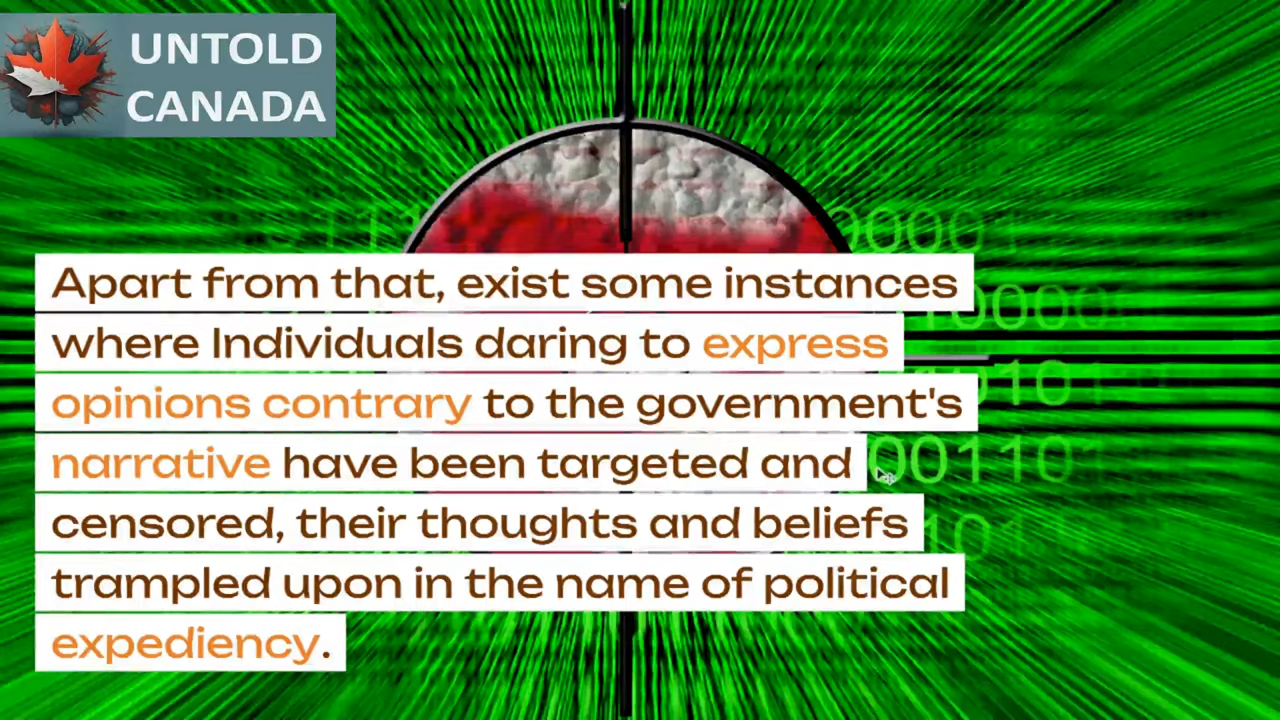 UNTOLD
CANADA
Apart from that, exist some instances
where Individuals daring to express
opinions contrary to the government's
narrative have been targeted and
censored, their thoughts and beliefs
trampled upon in the name of political
expediency.